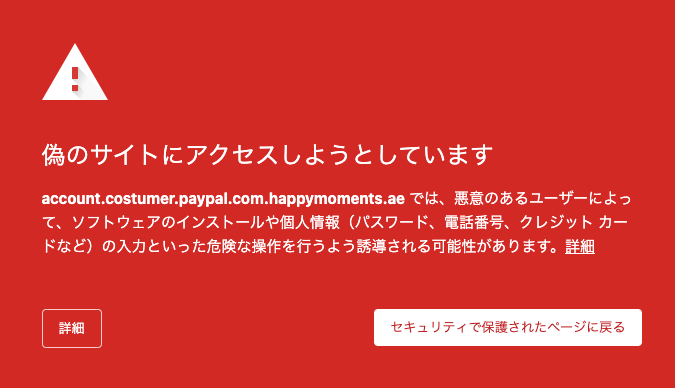 偽のサイトにアクセスしようとしています
account.costumer.paypal.com.happymoments.ae では、悪意のあるユーザーによっ
て、ソフトウェアのインストールや個人情報（パスワード、電話番号、クレジット カー
ドなど）の入力といった危険な操作を行うよう誘導される可能性があります。詳細
詳細
セキュリティで保護されたページに戻る